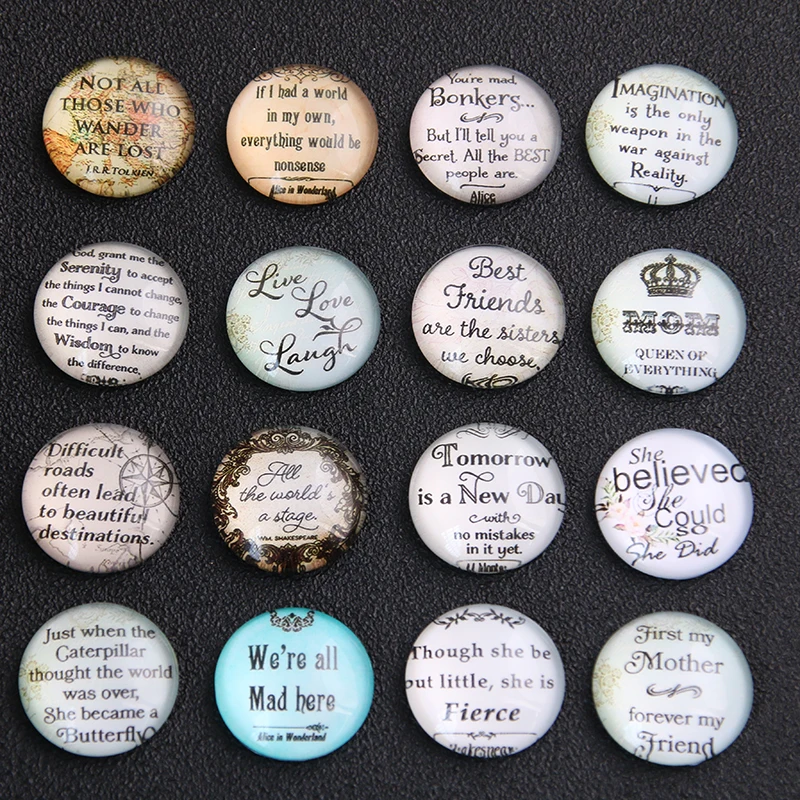 NOT ALL
THOSE WHO
WANDER
ARE LOST
J.R.R. TOLKIEN
If I had a world
in my own,
everything would be
nonsense
Alice in Wonderland
You're mad,
Bonkers...
But I'll tell you a
Secret. All the BEST
people are.
Alice
IMAGINATION
is the only
weapon in the
war against
Reality.
God, grant me the
Serenity to accept
the things I cannot change,
the Courage to change
the things I can, and the
Wisdom to know
the difference.
Live
Love
Laugh
Best
Friends
are the sisters
we choose.
MOM
QUEEN OF
EVERYTHING
Difficult
roads
often lead
to beautiful
destinations.
All
the world's
a stage.
WM. SHAKESPEARE
Tomorrow
is a New Day
with
no mistakes
in it yet.
She
believed
She
Could
so
She Did
Just when the
Caterpillar
thought the world
was over,
She became a
Butterfly
We're all
Mad here
Alice in Wonderland
Though she be
but little, she is
Fierce
Shakespeare
First my
Mother
forever my
Friend